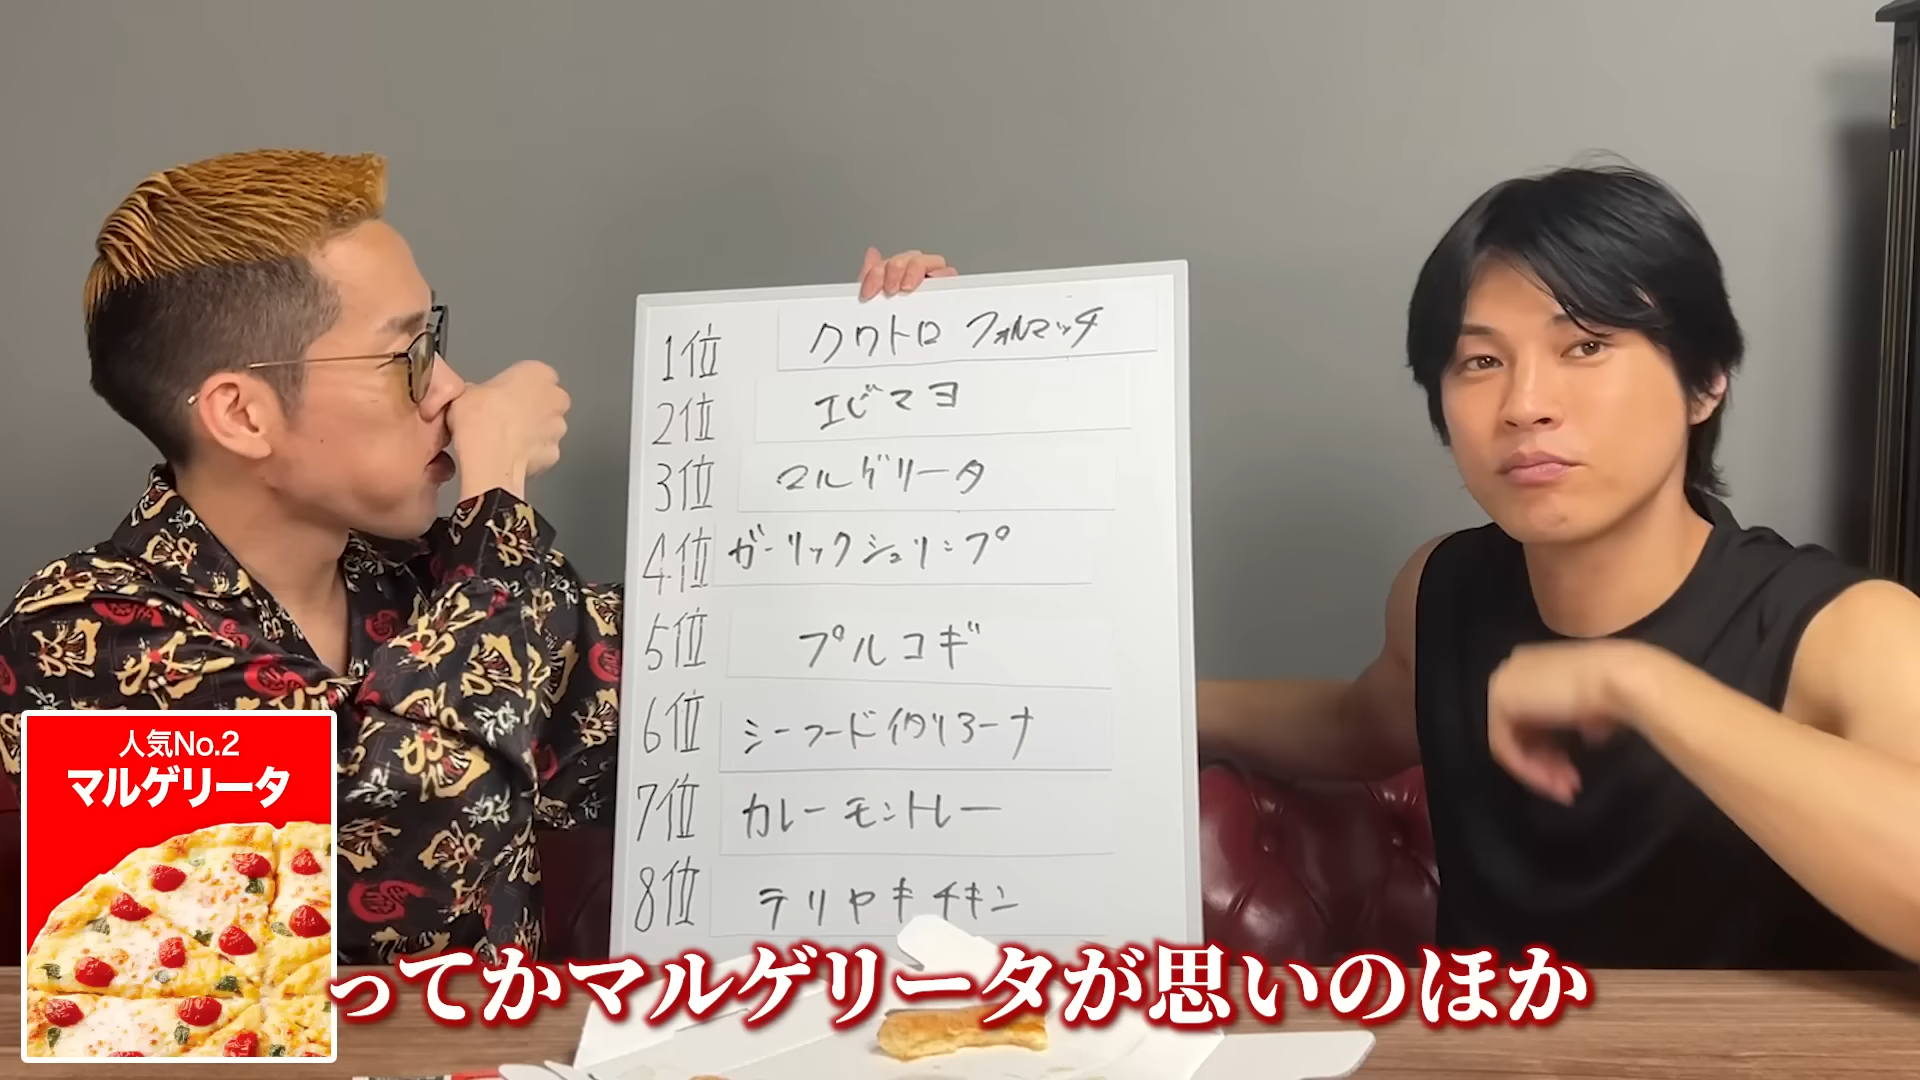 1位 クワトロ フォルマッチ
2位 エビマヨ
3位 マルゲリータ
4位 ガーリックシュリンプ
5位 プルコギ
6位 シーフードイタリアーナ
7位 カレーモントレー
8位 テリヤキチキン
人気No.2
マルゲリータ
ってかマルゲリータが思いのほか